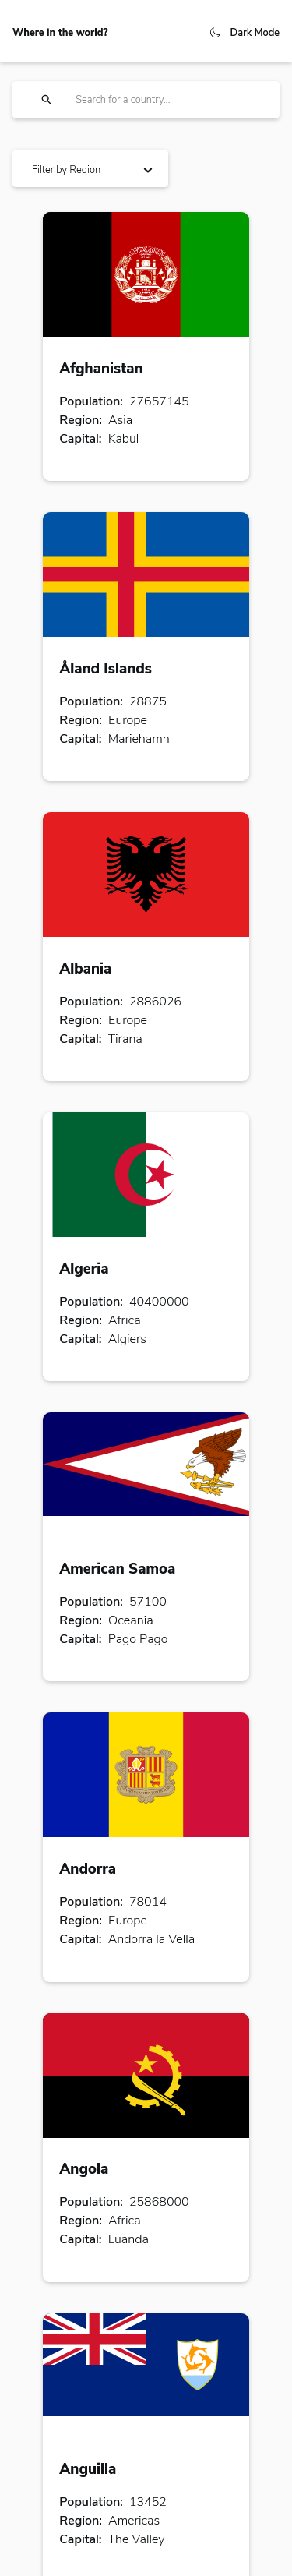 Where in the world?
Dark Mode
Search for a country...
Filter by Region
Afghanistan
Population: 27657145
Region: Asia
Capital: Kabul
Åland Islands
Population: 28875
Region: Europe
Capital: Mariehamn
Albania
Population: 2886026
Region: Europe
Capital: Tirana
Algeria
Population: 40400000
Region: Africa
Capital: Algiers
American Samoa
Population: 57100
Region: Oceania
Capital: Pago Pago
Andorra
Population: 78014
Region: Europe
Capital: Andorra la Vella
Angola
Population: 25868000
Region: Africa
Capital: Luanda
Anguilla
Population: 13452
Region: Americas
Capital: The Valley